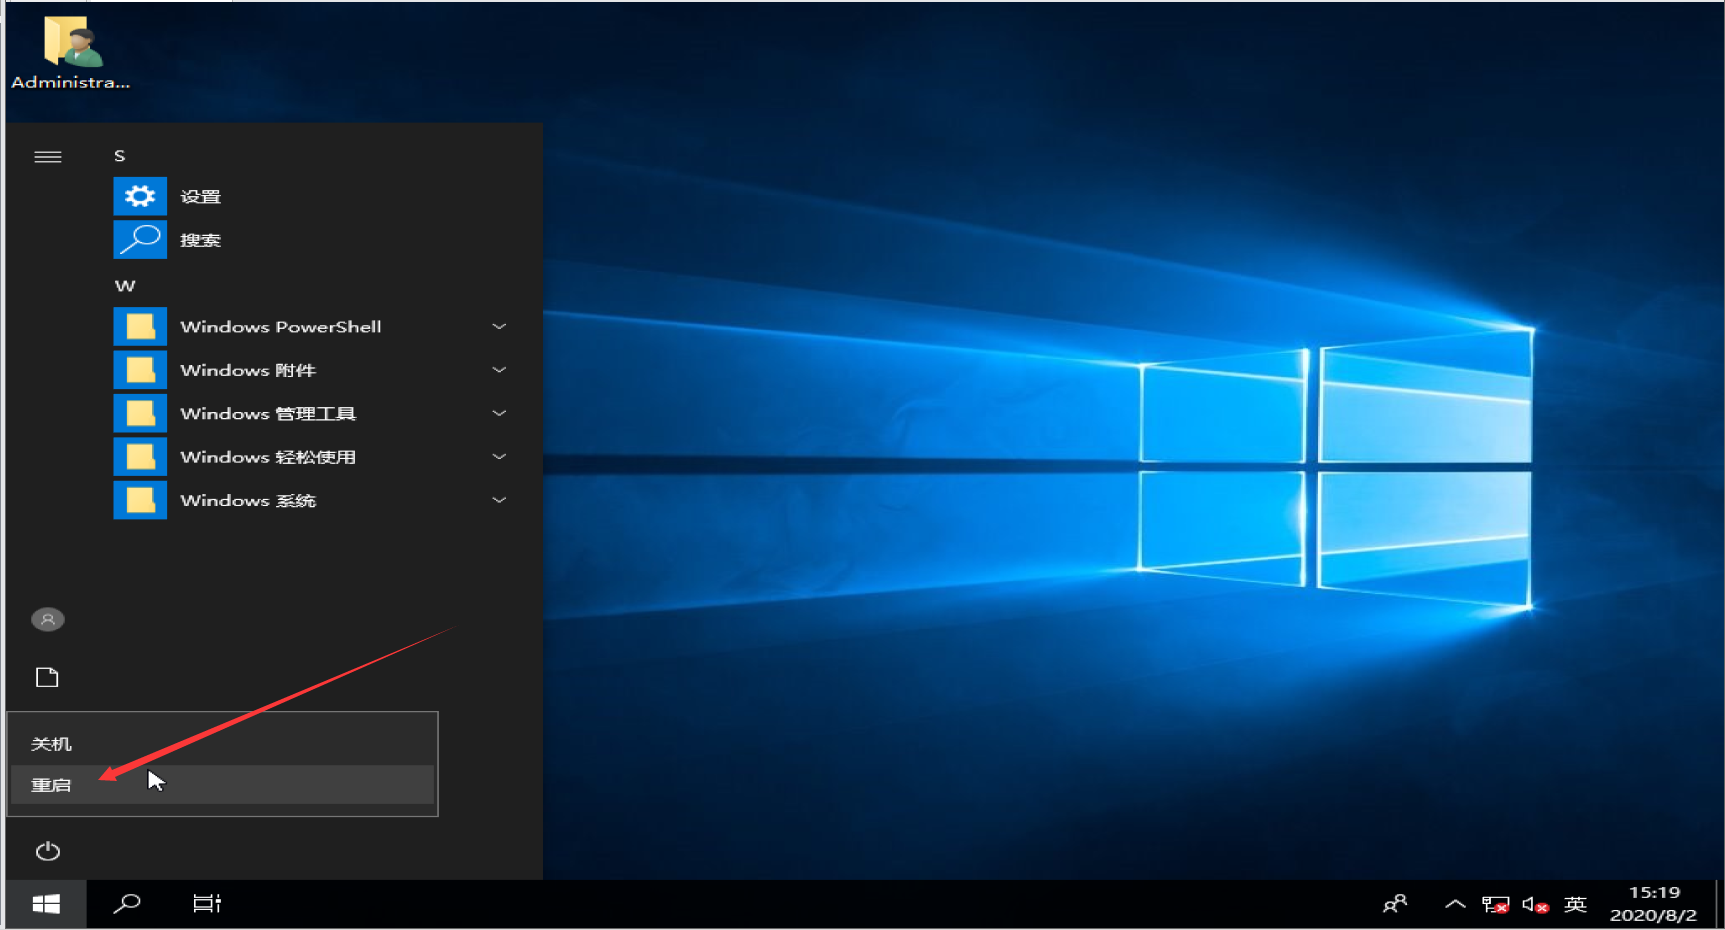 Administra...
S
设置
搜索
W
Windows PowerShell
Windows 附件
Windows 管理工具
Windows 轻松使用
Windows 系统
关机
重启
英
15:19
2020/8/2